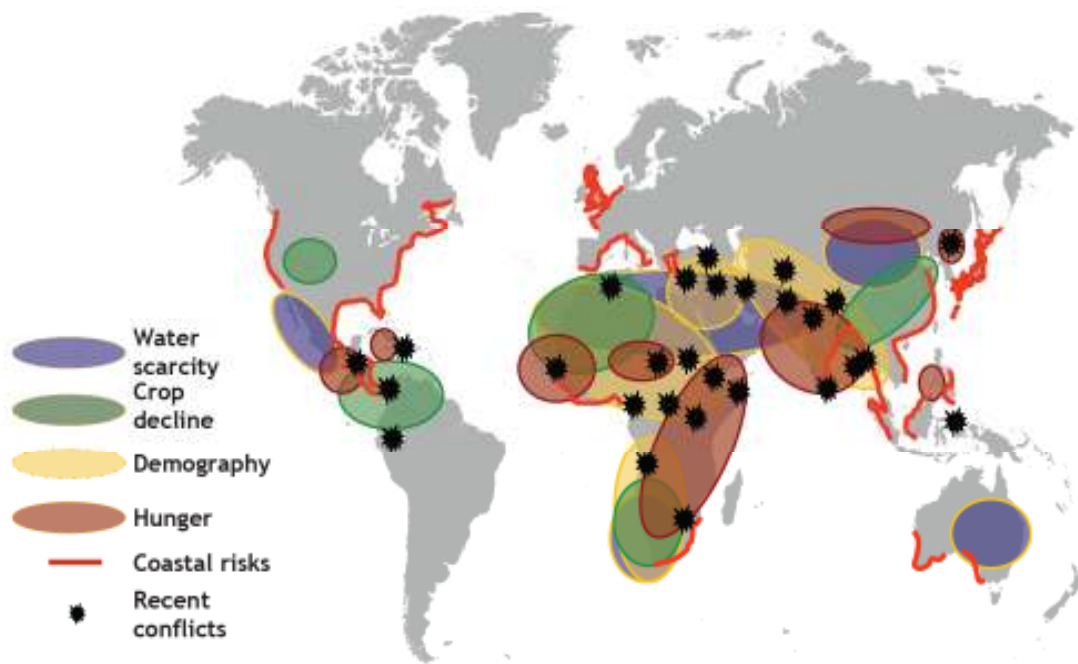 Water
scarcity
Crop
decline
Demography
Hunger
Coastal risks
Recent
conflicts